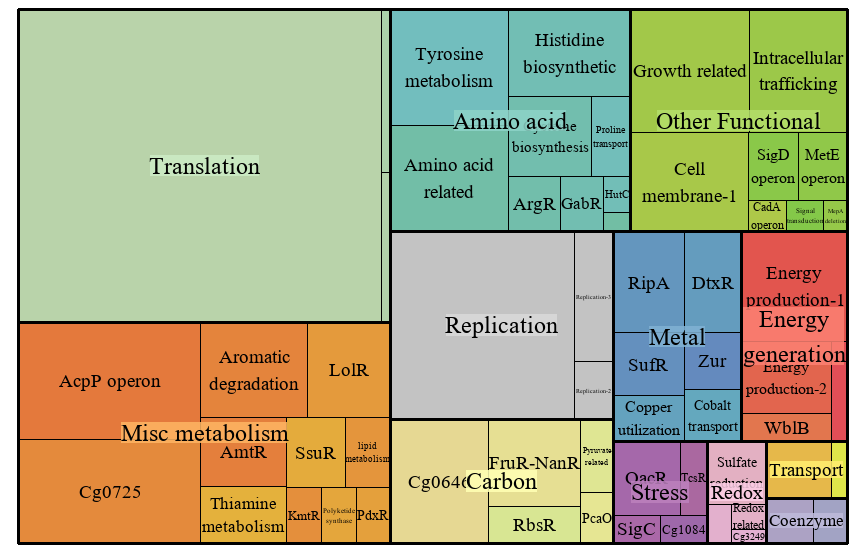 Translation
Tyrosine
metabolism
Histidine
biosynthetic
Amino acid
biosynthesis
Proline
transport
Amino acid
related
ArgR
GabR
HutC
Growth related
Intracellular
trafficking
Other Functional
Cell
membrane-1
SigD
operon
MetE
operon
CadA
operon
Signal
transduction
Replication
Replication-3
Replication-2
RipA
DtxR
Metal
SufR
Zur
Copper
utilization
Cobalt
transport
Energy
production-1
Energy
generation
Energy
production-2
WblB
AcpP operon
Aromatic
degradation
LolR
Misc metabolism
Cg0725
AmtR
SsuR
lipid
metabolism
Thiamine
metabolism
KmtR
Polyketide
synthase
PdxR
Carbon
FruR-NanR
Pyruvate
related
RbsR
PcaO
QacR
TcsR
Stress
SigC
Cg1084
Sulfate
reduction
Redox
Redox
related
Cg3249
Transport
Coenzyme